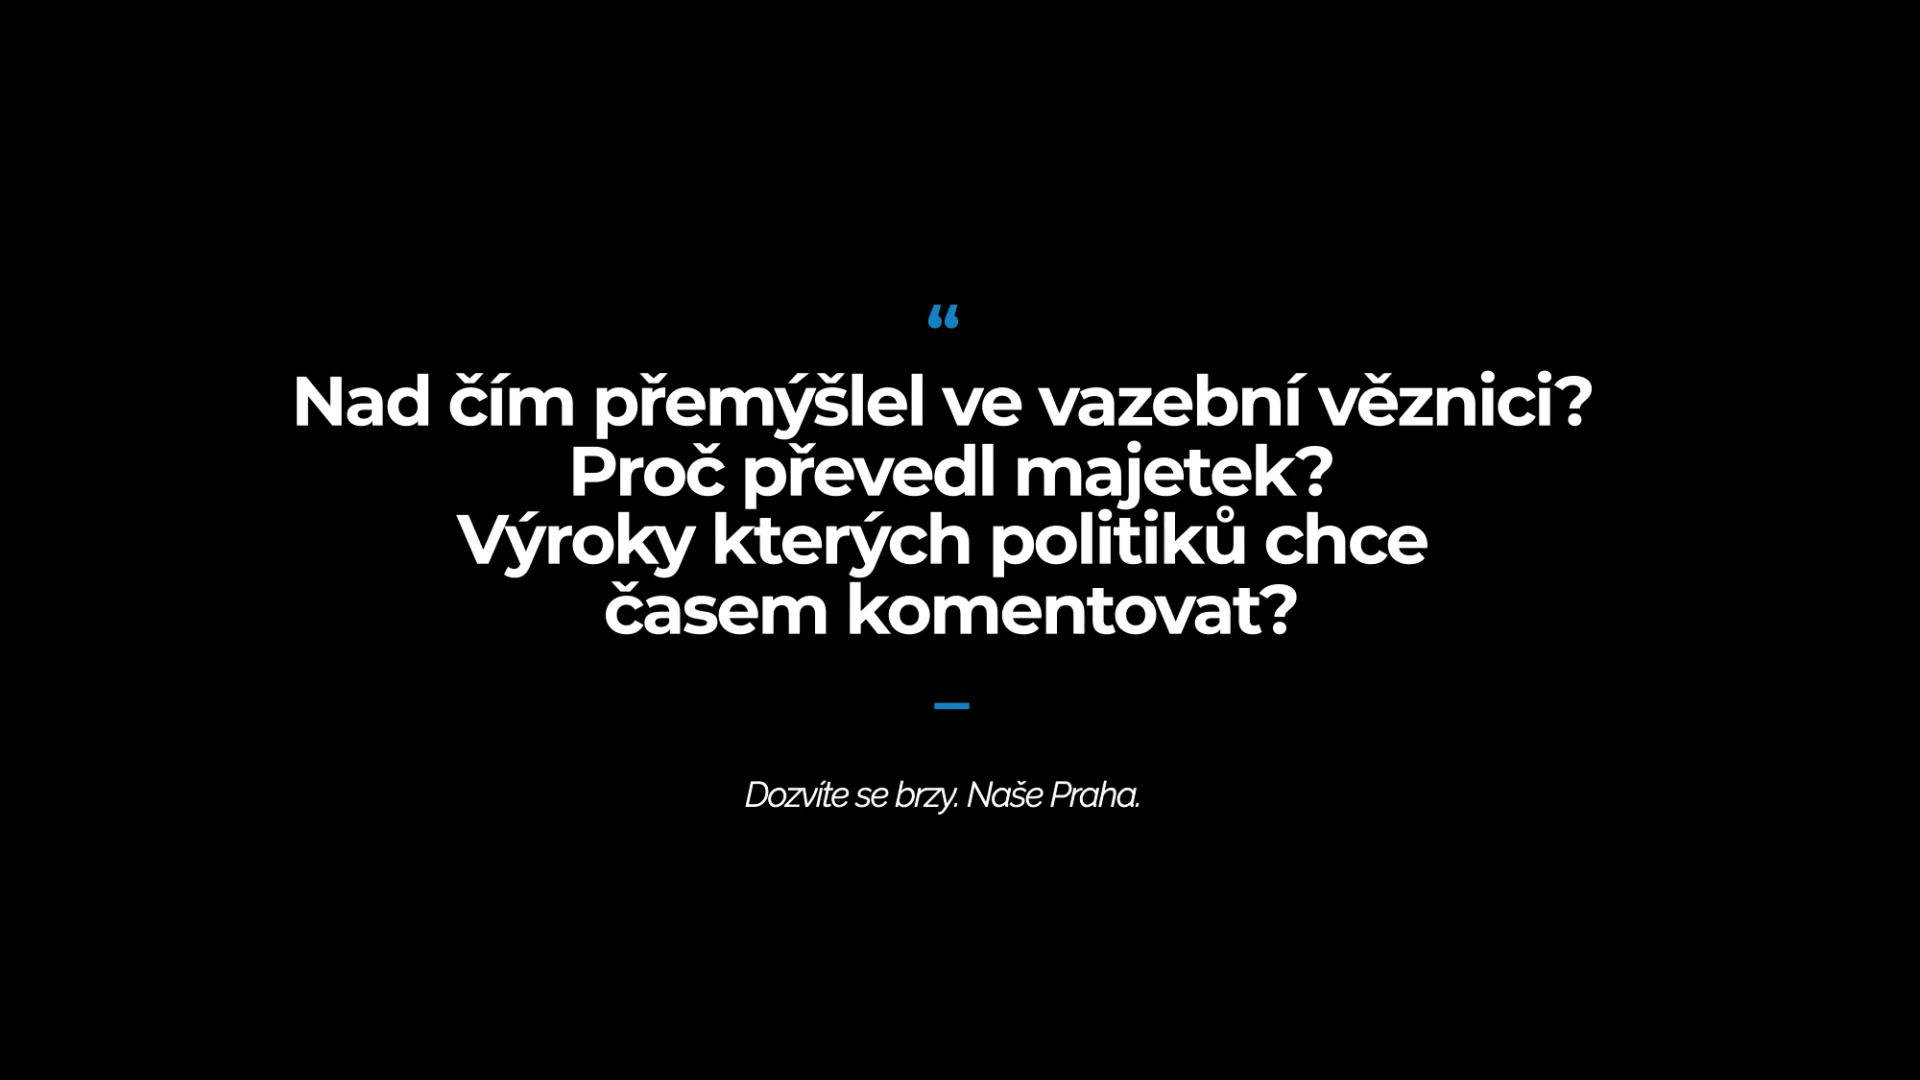 “
Nad čím přemýšlel ve vazební věznici?
Proč převedl majetek?
Výroky kterých politiků chce
časem komentovat?
Dozvíte se brzy. Naše Praha.